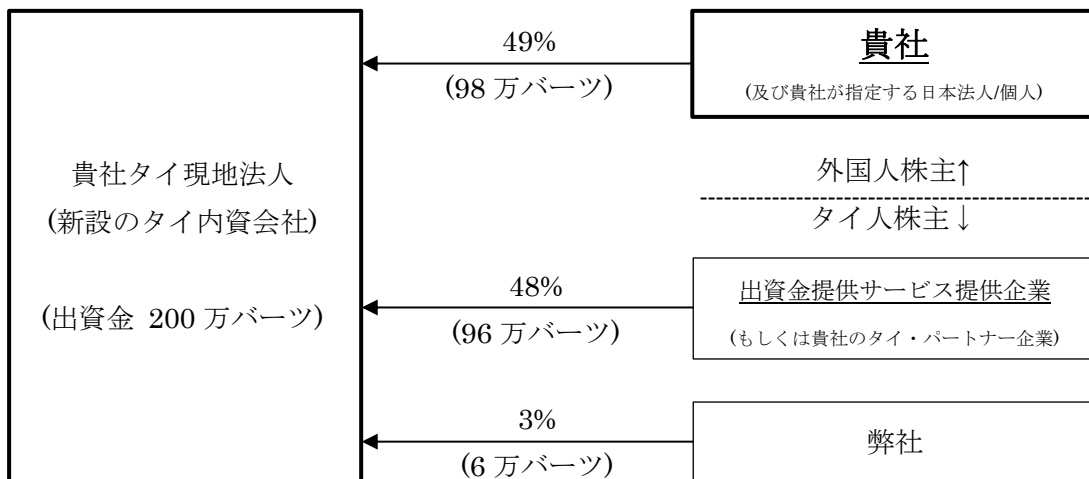 貴社タイ現地法人
(新設のタイ内資会社)
(出資金 200 万バーツ)
49%
(98 万バーツ)
貴社
(及び貴社が指定する日本法人/個人)
外国人株主↑
タイ人株主↓
48%
(96 万バーツ)
出資金提供サービス提供企業
(もしくは貴社のタイ・パートナー企業)
3%
(6 万バーツ)
弊社